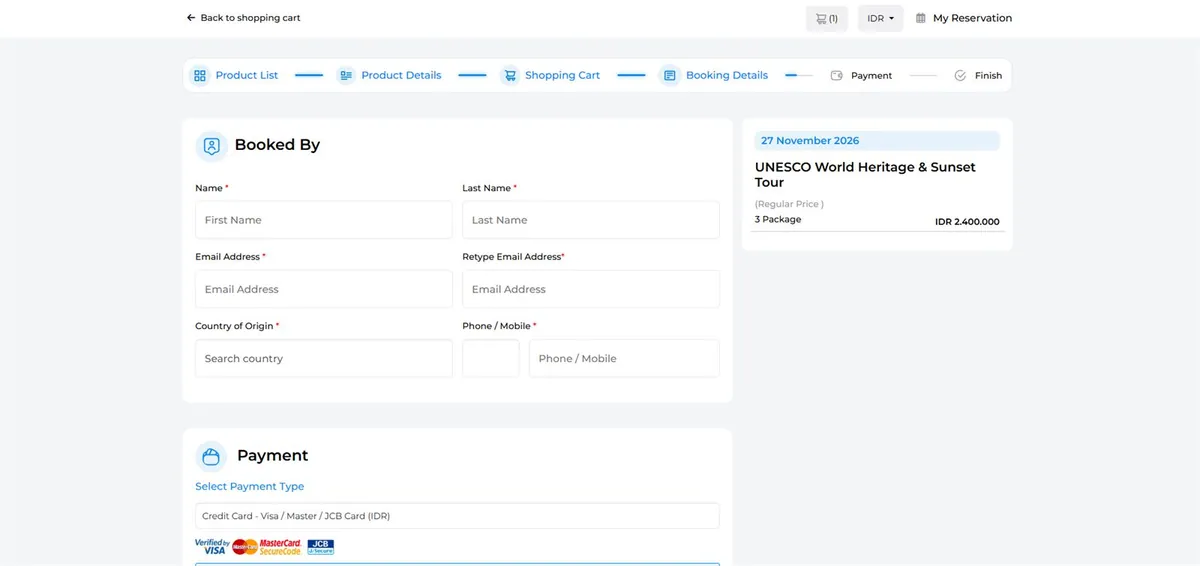 Back to shopping cart
(1)
IDR
My Reservation
Product List
Product Details
Shopping Cart
Booking Details
Payment
Finish
Booked By
Name *
Last Name *
First Name
Last Name
Email Address *
Retype Email Address*
Email Address
Email Address
Country of Origin *
Phone / Mobile *
Search country
Phone / Mobile
27 November 2026
UNESCO World Heritage & Sunset
Tour
(Regular Price )
3 Package
IDR 2.400.000
Payment
Select Payment Type
Credit Card - Visa / Master / JCB Card (IDR)
Verified by
VISA
MasterCard
MasterCard.
SecureCode
JCB
J/Secure